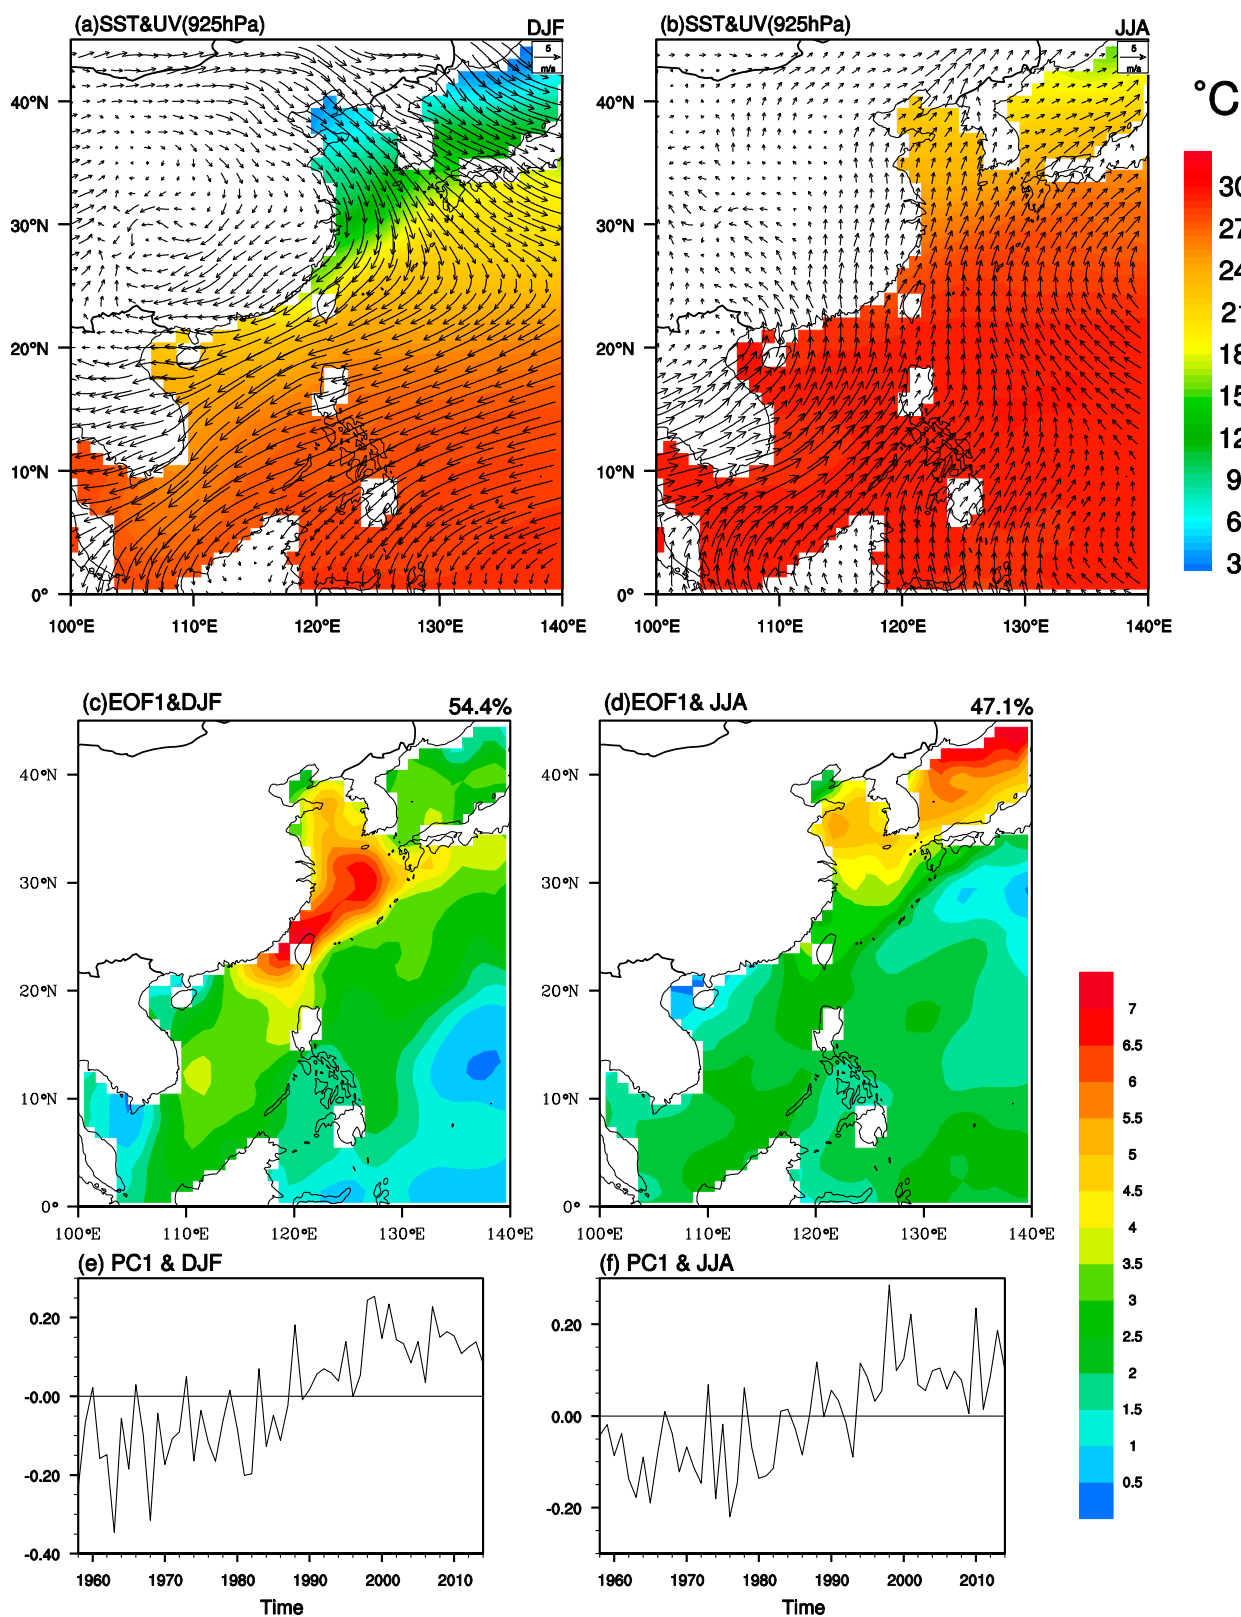 (a)SST&UV(925hPa) DJF
5
m/s
40°N
30°N
20°N
10°N
0°
100°E 110°E 120°E 130°E 140°E
(b)SST&UV(925hPa) JJA
5
m/s
40°N
30°N
20°N
10°N
0°
100°E 110°E 120°E 130°E 140°E
°C
30
27
24
21
18
15
12
9
6
3
(c)EOF1&DJF 54.4%
40°N
30°N
20°N
10°N
0°
100°E 110°E 120°E 130°E 140°E
(d)EOF1& JJA 47.1%
40°N
30°N
20°N
10°N
0°
100°E 110°E 120°E 130°E 140°E
7
6.5
6
5.5
5
4.5
4
3.5
3
2.5
2
1.5
1
0.5
(e) PC1 & DJF
0.20
-0.00
-0.20
-0.40
1960 1970 1980 1990 2000 2010
Time
(f) PC1 & JJA
0.20
0.00
-0.20
1960 1970 1980 1990 2000 2010
Time